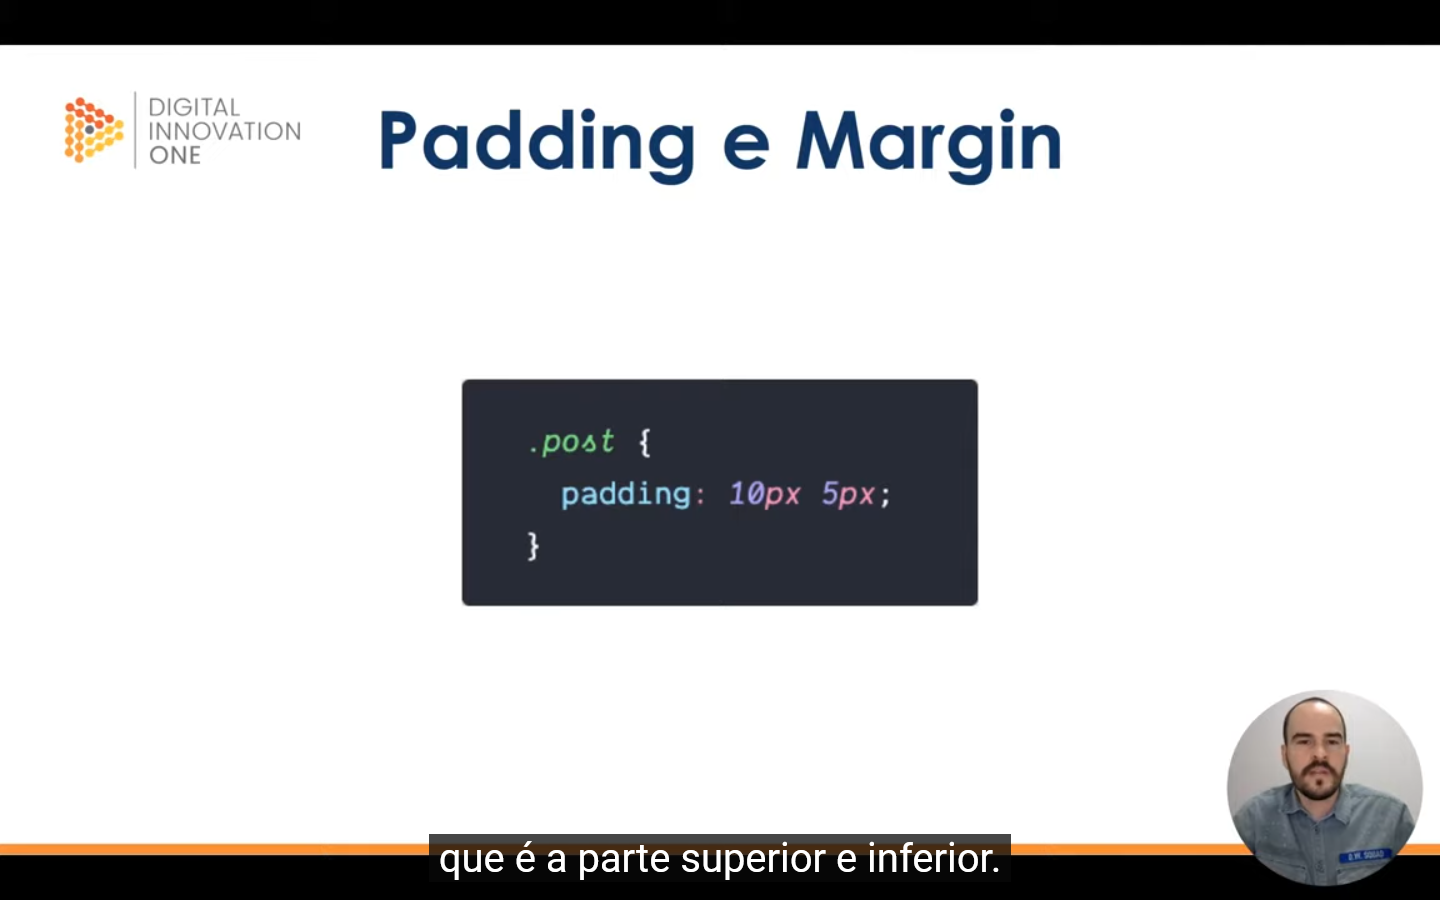 DIGITAL
INNOVATION
ONE
Padding e Margin
.post {
padding: 10px 5px;
}
que é a parte superior e inferior.